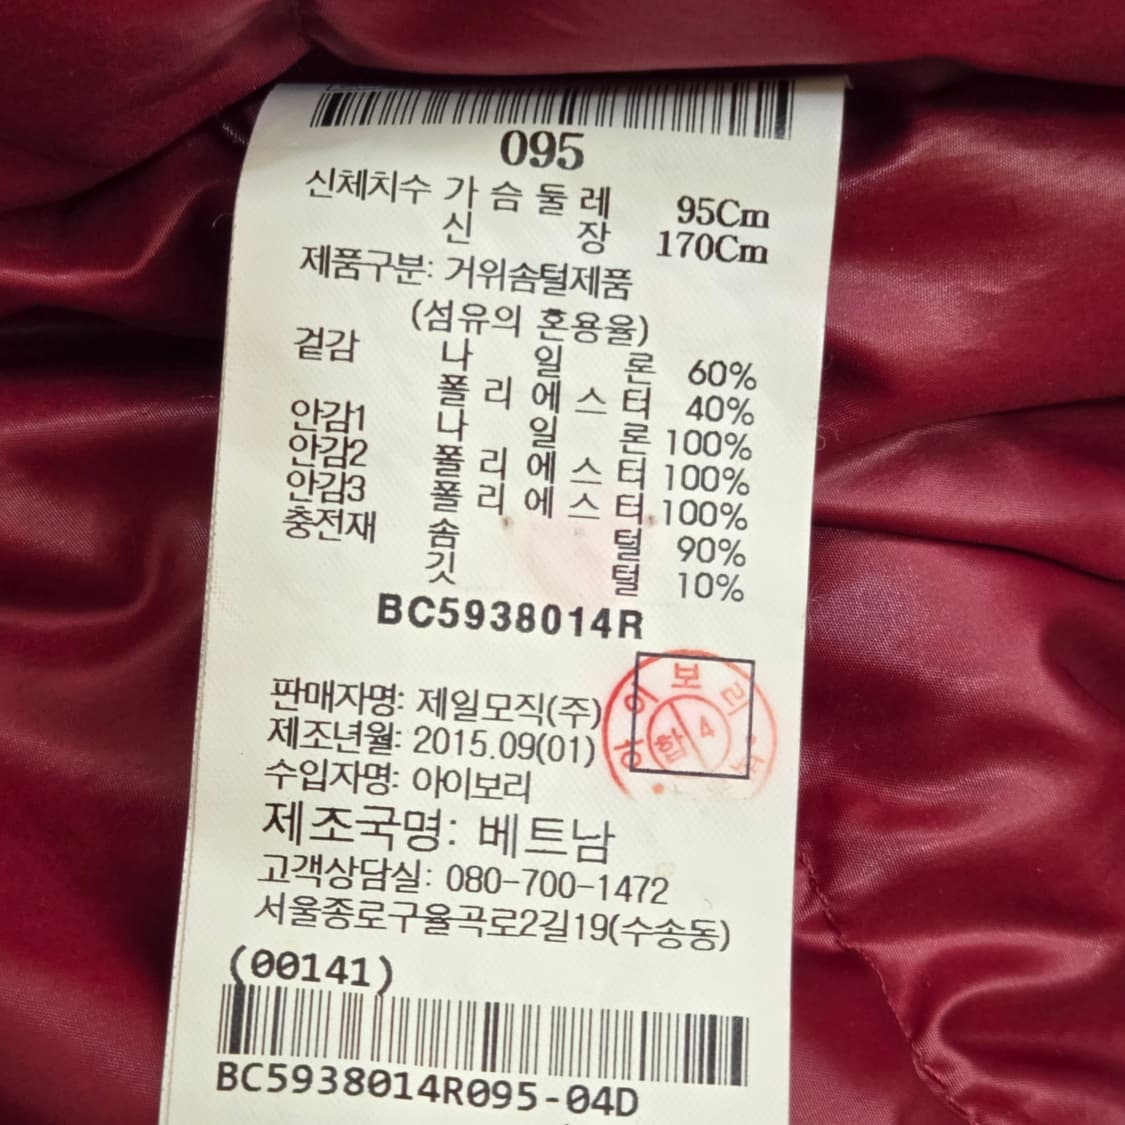 095
신체치수 가슴둘레 95Cm
신장 170Cm
제품구분: 거위솜털제품
(섬유의 혼용율)
겉감 나일론 60%
폴리에스터 40%
안감1 나일론 100%
안감2 폴리에스터 100%
안감3 폴리에스터 100%
충전재 솜털 90%
깃털 10%
BC5938014R
판매자명: 제일모직(주)
제조년월: 2015.09(01)
수입자명: 아이보리
제조국명: 베트남
고객상담실: 080-700-1472
서울종로구율곡로2길19(수송동)
(00141)
BC5938014R095-04D
이보리
합 4